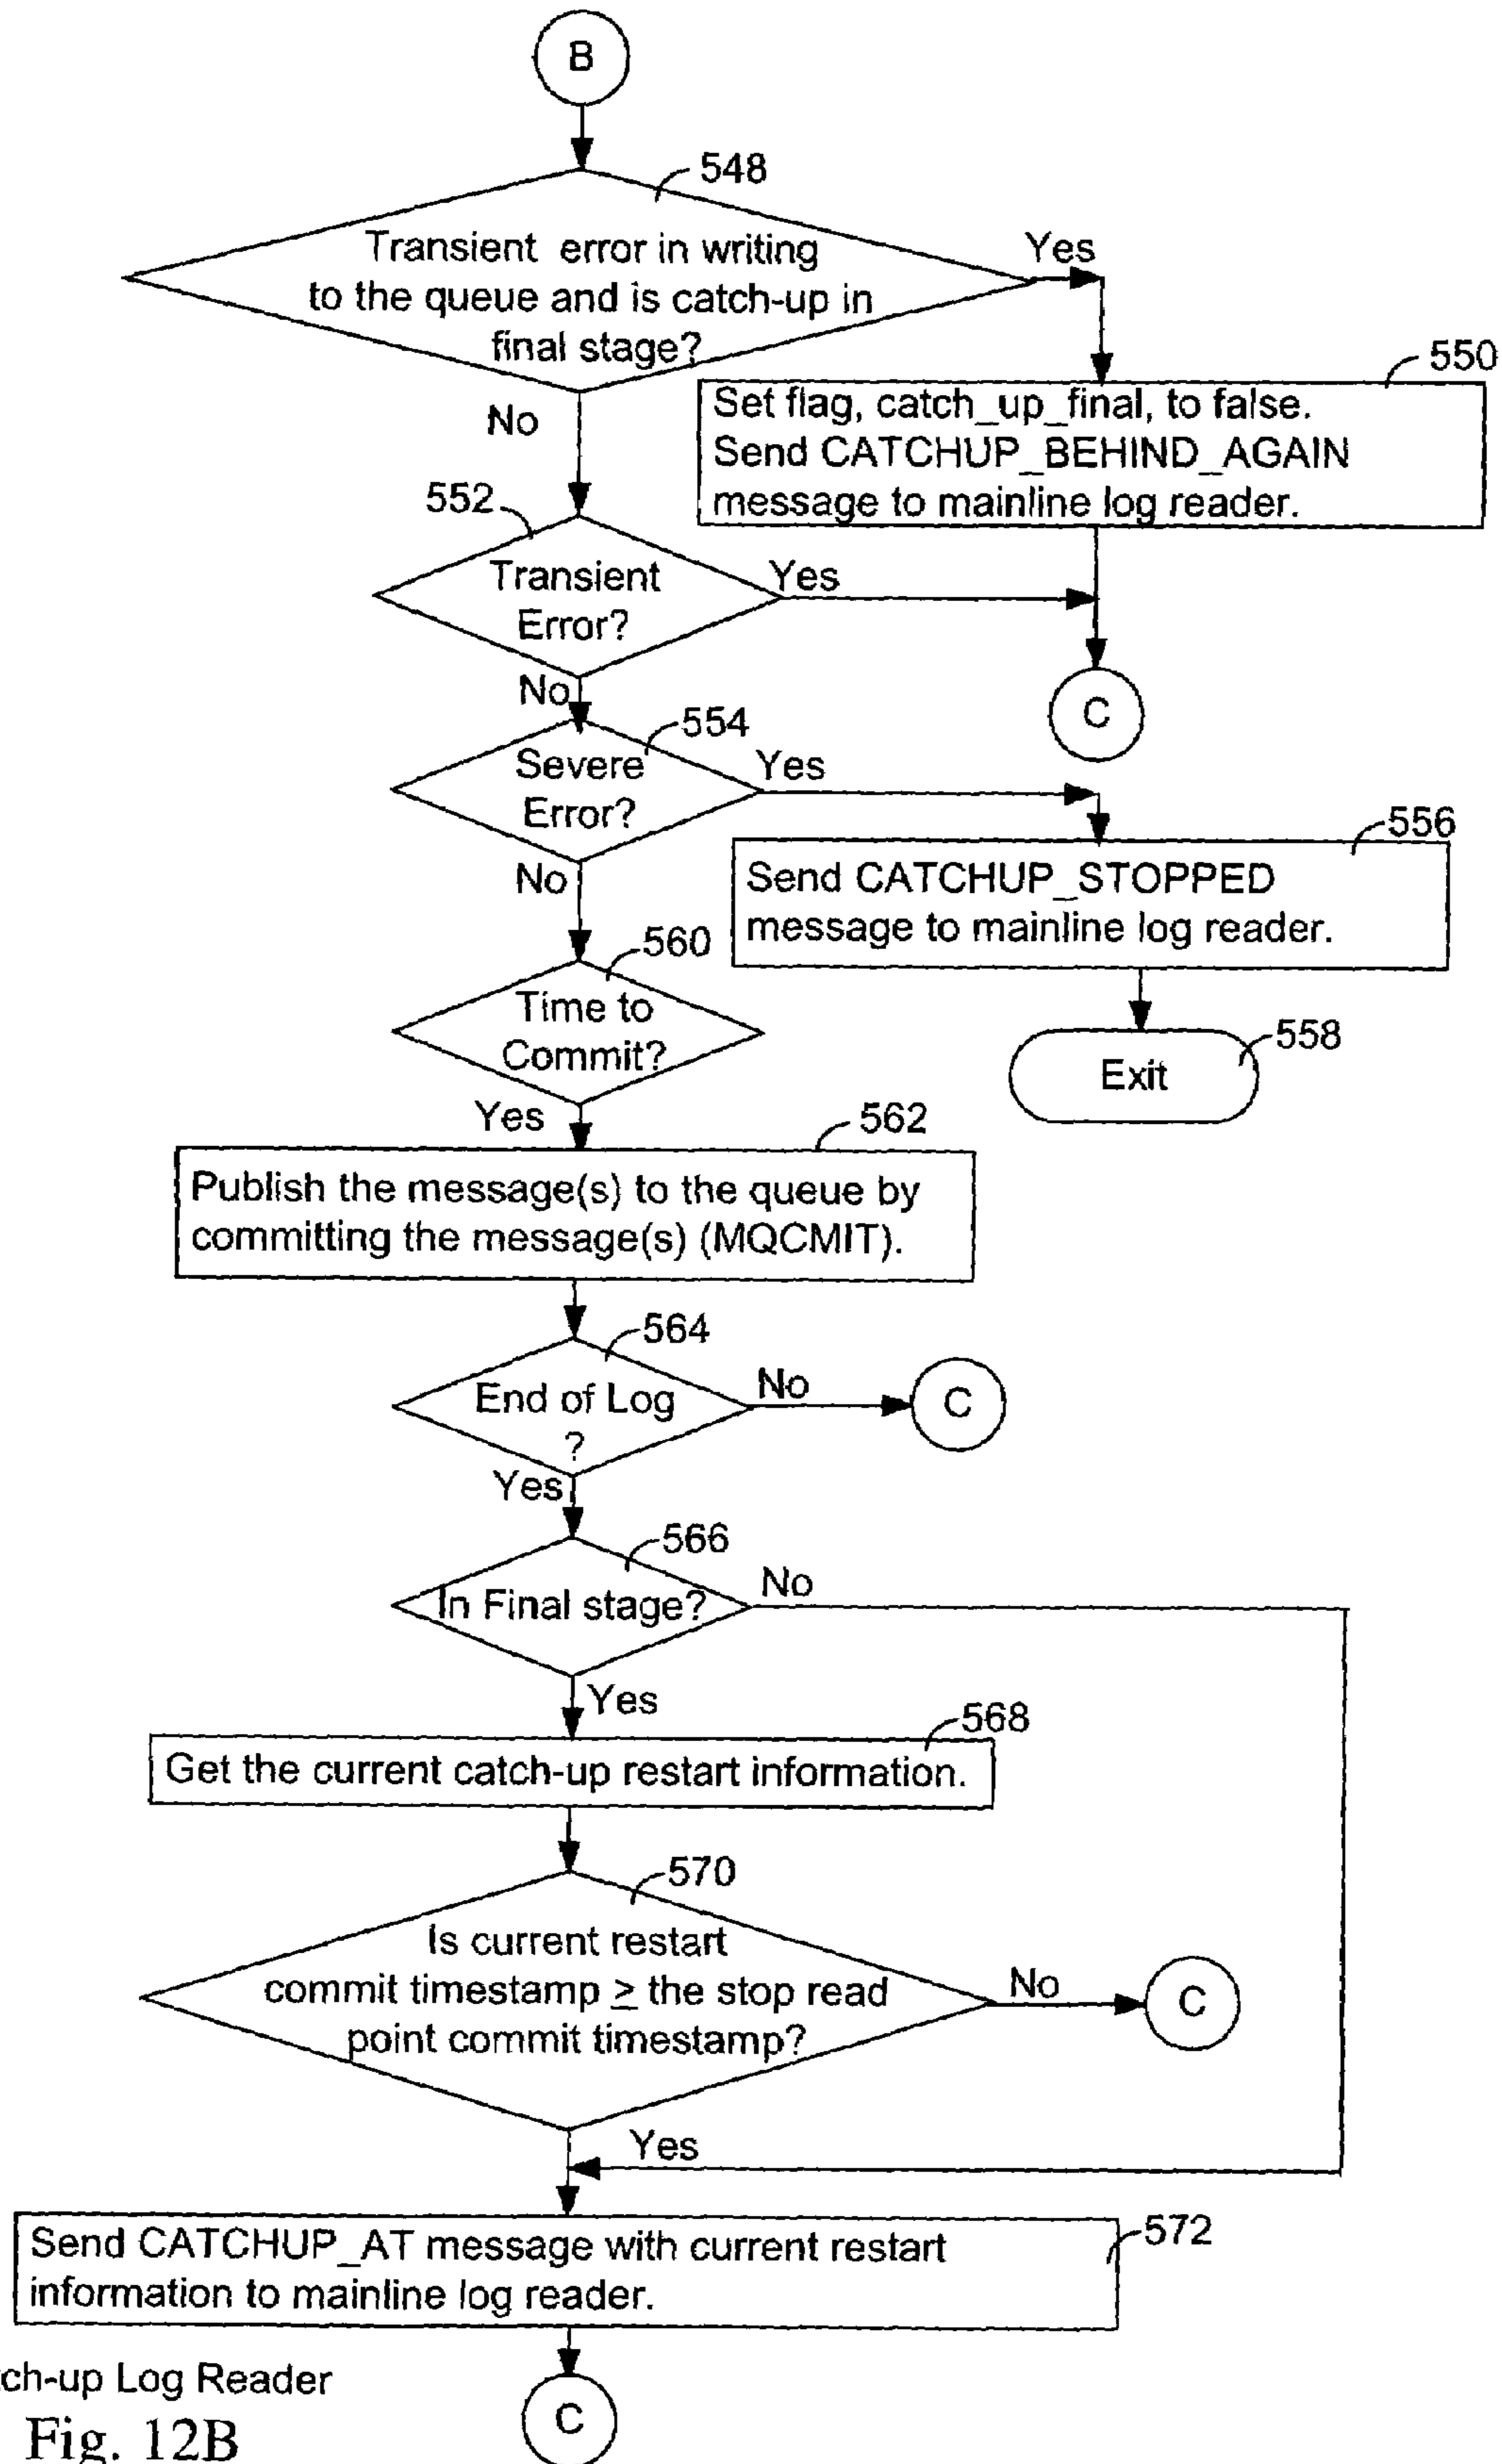 B
548
Transient error in writing
to the queue and is catch-up in
final stage?
Yes
No
550
Set flag, catch_up_final, to false.
Send CATCHUP_BEHIND_AGAIN
message to mainline log reader.
552
Transient
Error?
Yes
No
C
554
Severe
Error?
Yes
No
556
Send CATCHUP_STOPPED
message to mainline log reader.
558
Exit
560
Time to
Commit?
Yes
562
Publish the message(s) to the queue by
committing the message(s) (MQCMIT).
564
End of Log
?
No
C
Yes
566
In Final stage?
No
Yes
568
Get the current catch-up restart information.
570
Is current restart
commit timestamp ≥ the stop read
point commit timestamp?
No
C
Yes
572
Send CATCHUP_AT message with current restart
information to mainline log reader.
C
ch-up Log Reader
Fig. 12B